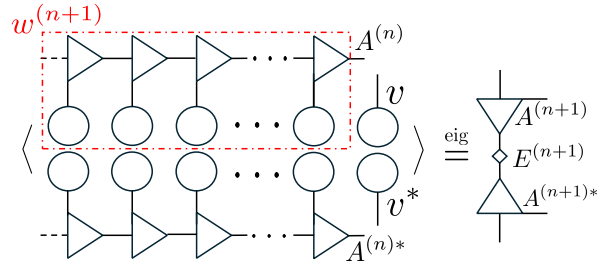 w^{(n+1)}
A^{(n)}
v
⟨ ⟩ eig =
A^{(n+1)}
E^{(n+1)}
v*
A^{(n+1)*}
A^{(n)*}